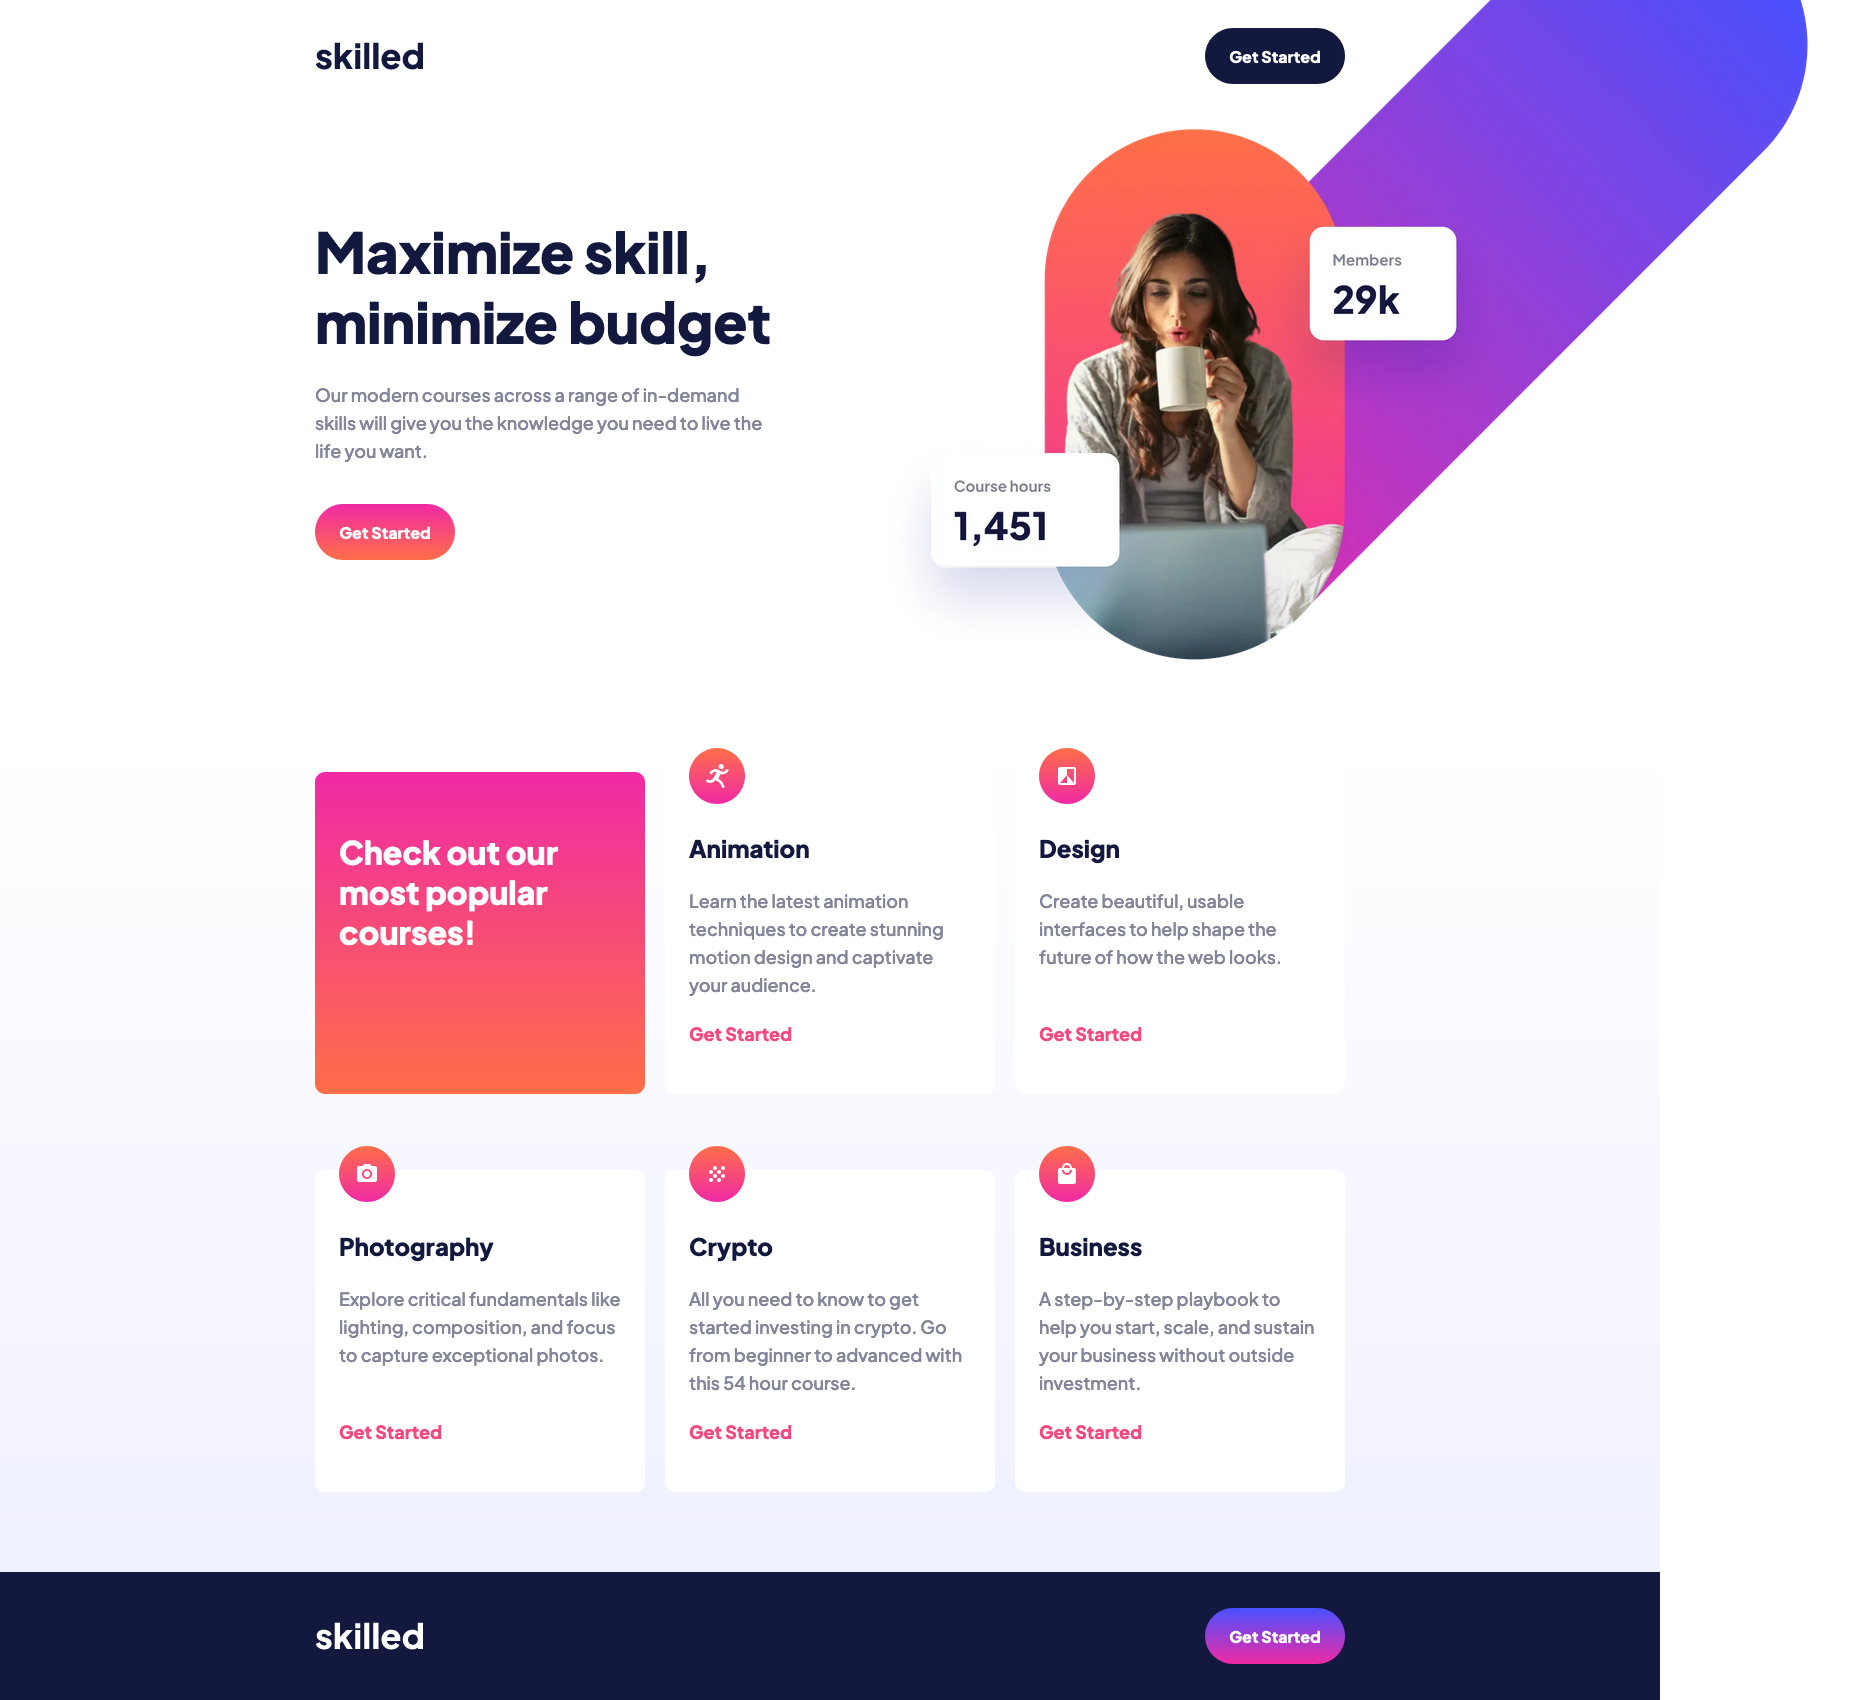 skilled
Get Started
Maximize skill,
minimize budget
Our modern courses across a range of in-demand
skills will give you the knowledge you need to live the
life you want.
Get Started
Members
29k
Course hours
1,451
Check out our
most popular
courses!
Animation
Learn the latest animation
techniques to create stunning
motion design and captivate
your audience.
Get Started
Design
Create beautiful, usable
interfaces to help shape the
future of how the web looks.
Get Started
Photography
Explore critical fundamentals like
lighting, composition, and focus
to capture exceptional photos.
Get Started
Crypto
All you need to know to get
started investing in crypto. Go
from beginner to advanced with
this 54 hour course.
Get Started
Business
A step-by-step playbook to
help you start, scale, and sustain
your business without outside
investment.
Get Started
skilled
Get Started